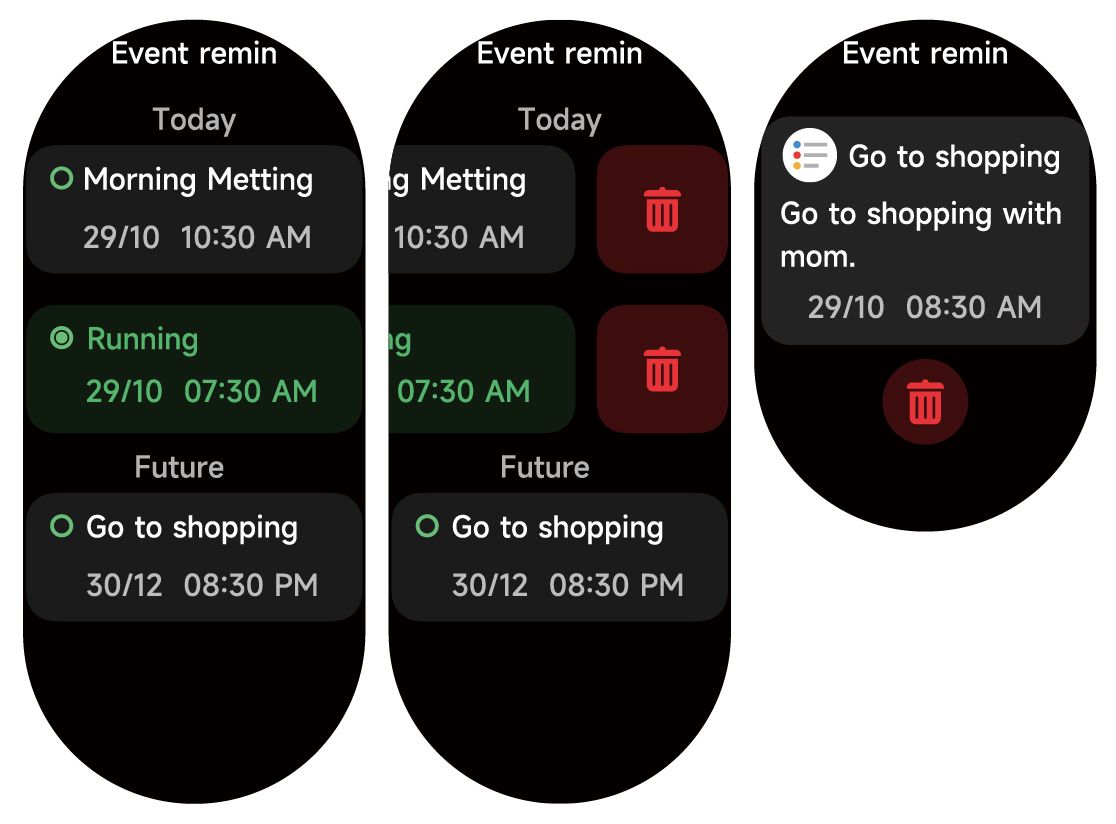 Event remin
Today
Morning Metting
29/10 10:30 AM
Running
29/10 07:30 AM
Future
Go to shopping
30/12 08:30 PM
Event remin
Today
ng Metting
10:30 AM
ng
07:30 AM
Future
Go to shopping
30/12 08:30 PM
Event remin
Go to shopping
Go to shopping with
mom.
29/10 08:30 AM